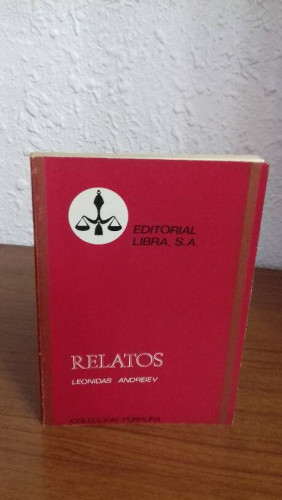 EDITORIAL
LIBRA, S.A.
RELATOS
LEONIDAS ANDREIEV
COLECCION PURPURA